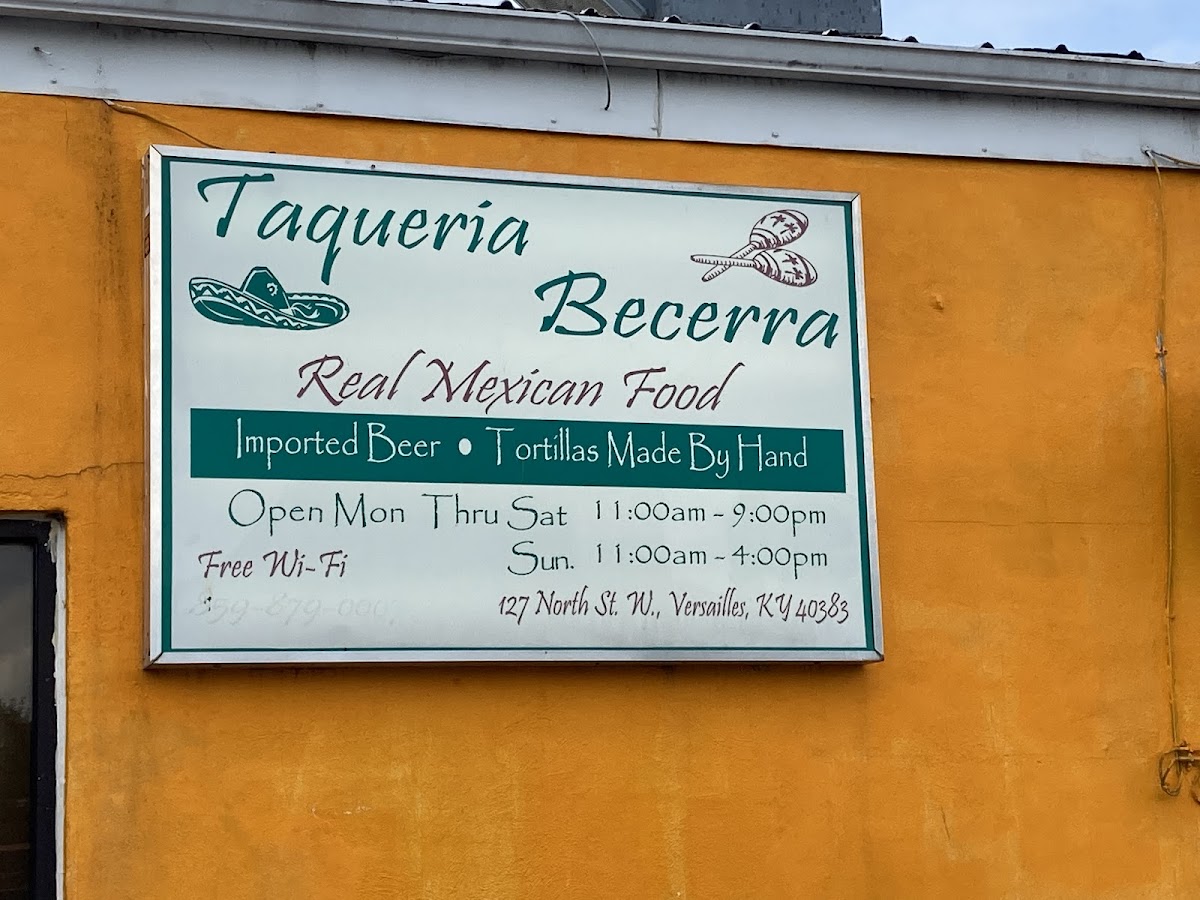 Taquería
Becerra
Real Mexican Food
Imported Beer • Tortillas Made By Hand
Open Mon Thru Sat 11:00am - 9:00pm
Sun. 11:00am - 4:00pm
Free Wi-Fi
127 North St. W., Versailles, KY 40383